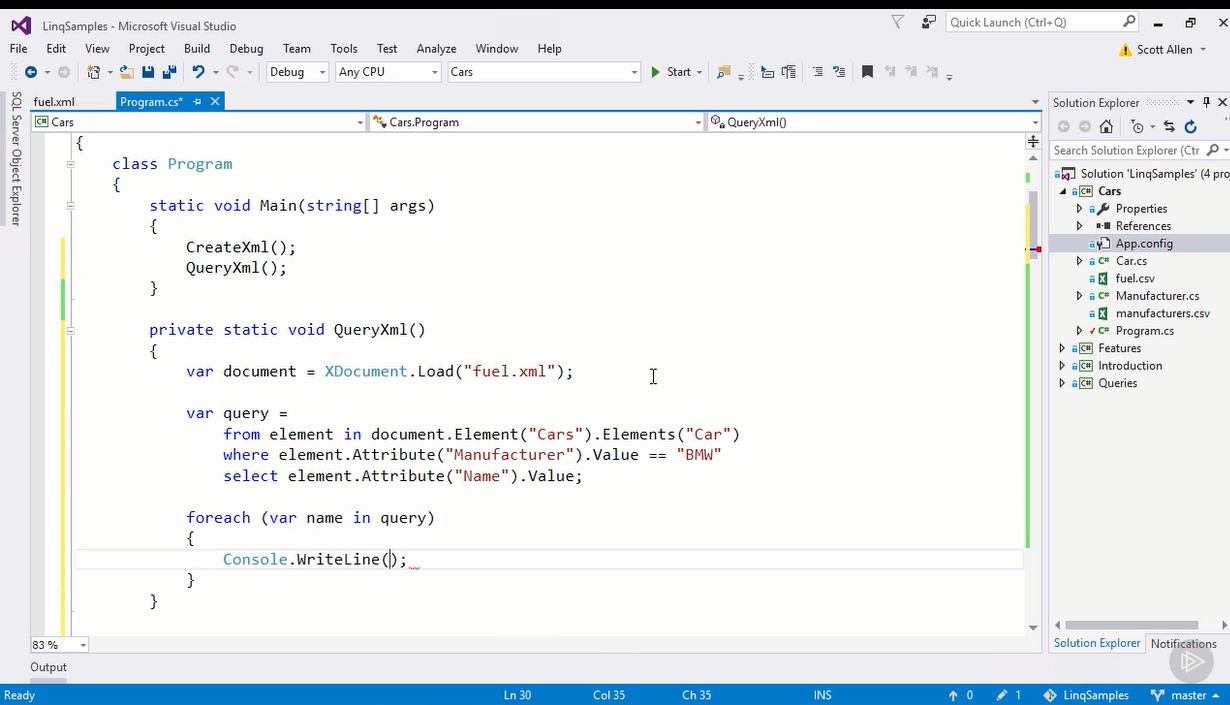 LinqSamples - Microsoft Visual Studio
Quick Launch (Ctrl+Q)
File Edit View Project Build Debug Team Tools Test Analyze Window Help
Scott Allen
Debug Any CPU Cars Start
SQL Server Object Explorer
fuel.xml Program.cs*
Cars Cars.Program QueryXml()
{
class Program
{
static void Main(string[] args)
{
CreateXml();
QueryXml();
}
private static void QueryXml()
{
var document = XDocument.Load("fuel.xml");
var query =
from element in document.Element("Cars").Elements("Car")
where element.Attribute("Manufacturer").Value == "BMW"
select element.Attribute("Name").Value;
foreach (var name in query)
{
Console.WriteLine();
}
}
83 %
Output
Solution Explorer
Search Solution Explorer (Ctr
Solution 'LinqSamples' (4 pro
C# Cars
Properties
References
App.config
C# Car.cs
fuel.csv
C# Manufacturer.cs
manufacturers.csv
C# Program.cs
C# Features
C# Introduction
C# Queries
Solution Explorer Notifications
Ready Ln 30 Col 35 Ch 35 INS 0 1 LinqSamples master